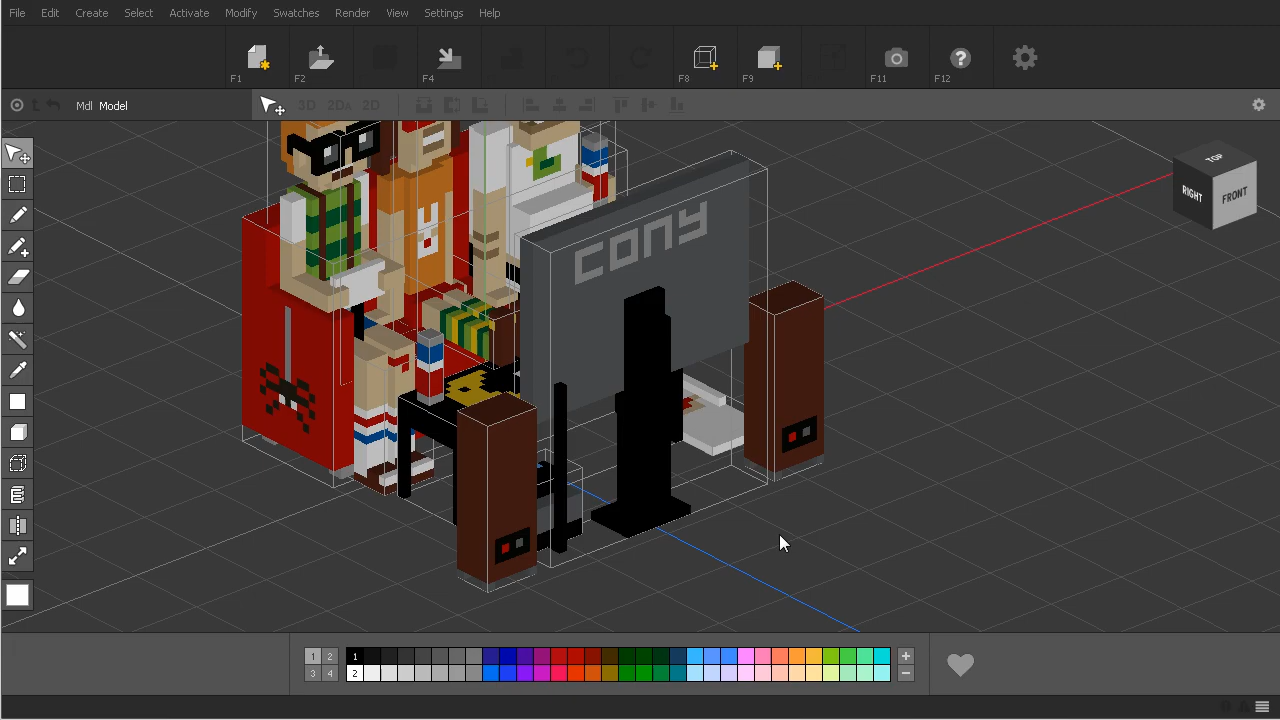 File Edit Create Select Activate Modify Swatches Render View Settings Help
F1 F2 F4 F8 F9 F11 F12
Mdl Model 3D 2DA 2D
TOP
RIGHT FRONT
cony
1 2 1
3 4 2